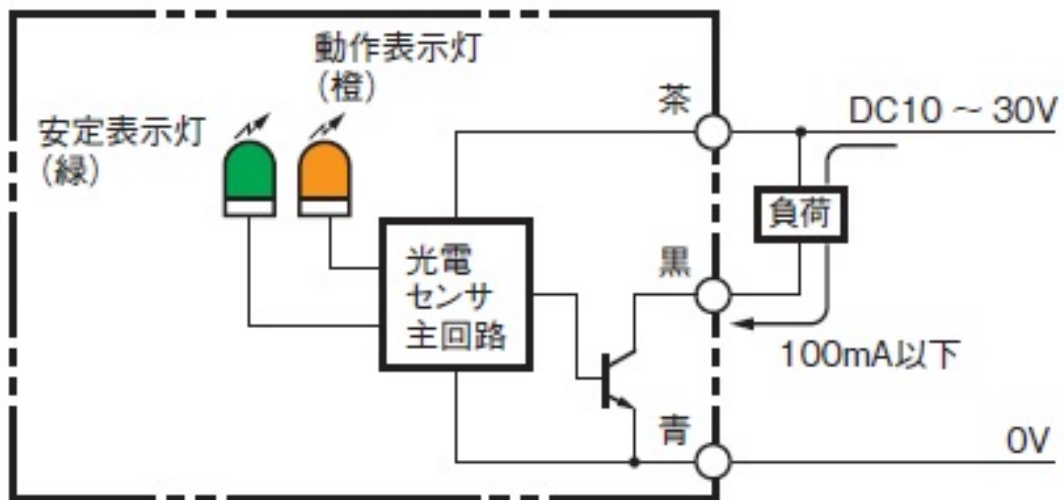 動作表示灯
(橙)
安定表示灯
(緑)
茶
DC10 ～ 30V
負荷
光電
センサ
主回路
黒
100mA以下
青
0V